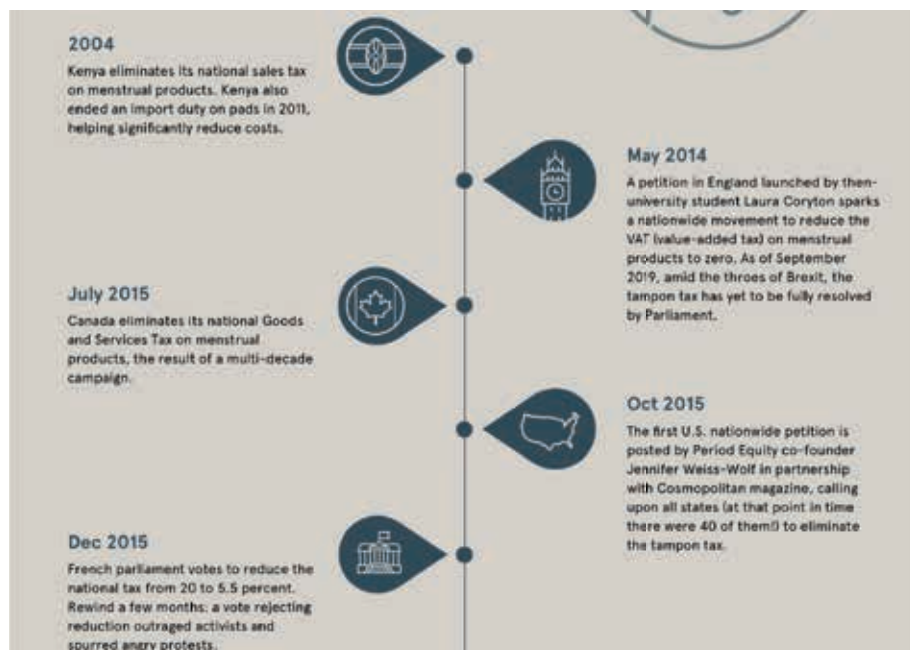 2004
Kenya eliminates its national sales tax
on menstrual products. Kenya also
ended an import duty on pads in 2011,
helping significantly reduce costs.
May 2014
A petition in England launched by then-
university student Laura Coryton sparks
a nationwide movement to reduce the
VAT (value-added tax) on menstrual
products to zero. As of September
2019, amid the throes of Brexit, the
tampon tax has yet to be fully resolved
by Parliament.
July 2015
Canada eliminates its national Goods
and Services Tax on menstrual
products, the result of a multi-decade
campaign.
Oct 2015
The first U.S. nationwide petition is
posted by Period Equity co-founder
Jennifer Weiss-Wolf in partnership
with Cosmopolitan magazine, calling
upon all states (at that point in time
there were 40 of them!) to eliminate
the tampon tax.
Dec 2015
French parliament votes to reduce the
national tax from 20 to 5.5 percent.
Rewind a few months: a vote rejecting
reduction outraged activists and
spurred angry protests.